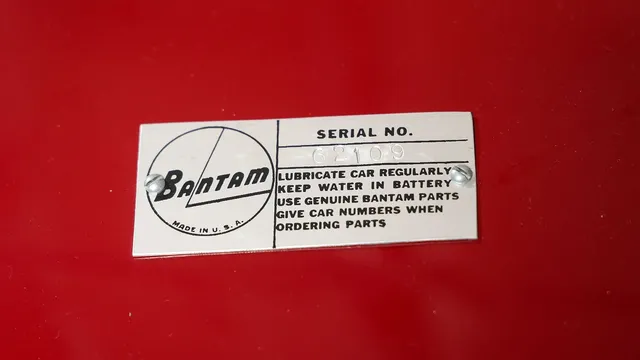 BANTAM
MADE IN U.S.A.
SERIAL NO.
62109
LUBRICATE CAR REGULARLY
KEEP WATER IN BATTERY
USE GENUINE BANTAM PARTS
GIVE CAR NUMBERS WHEN
ORDERING PARTS